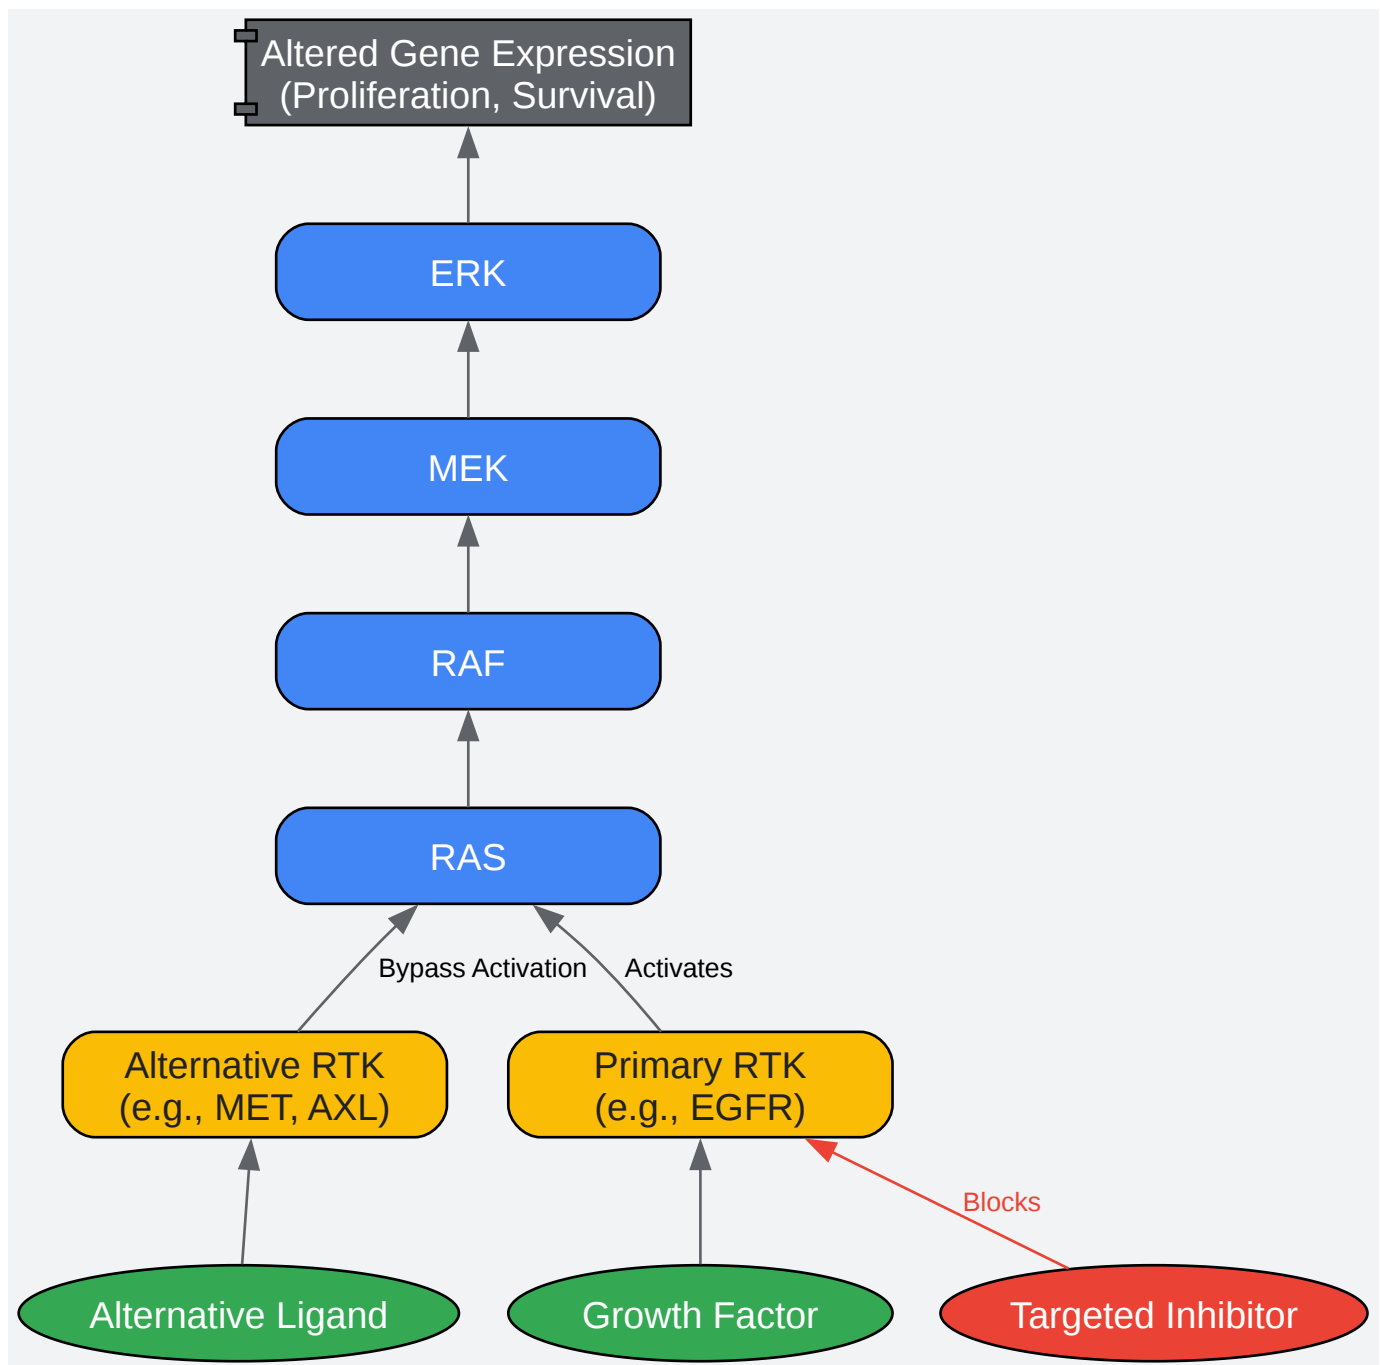 Altered Gene Expression
(Proliferation, Survival)
ERK
MEK
RAF
RAS
Bypass Activation
Activates
Alternative RTK
(e.g., MET, AXL)
Primary RTK
(e.g., EGFR)
Blocks
Alternative Ligand
Growth Factor
Targeted Inhibitor